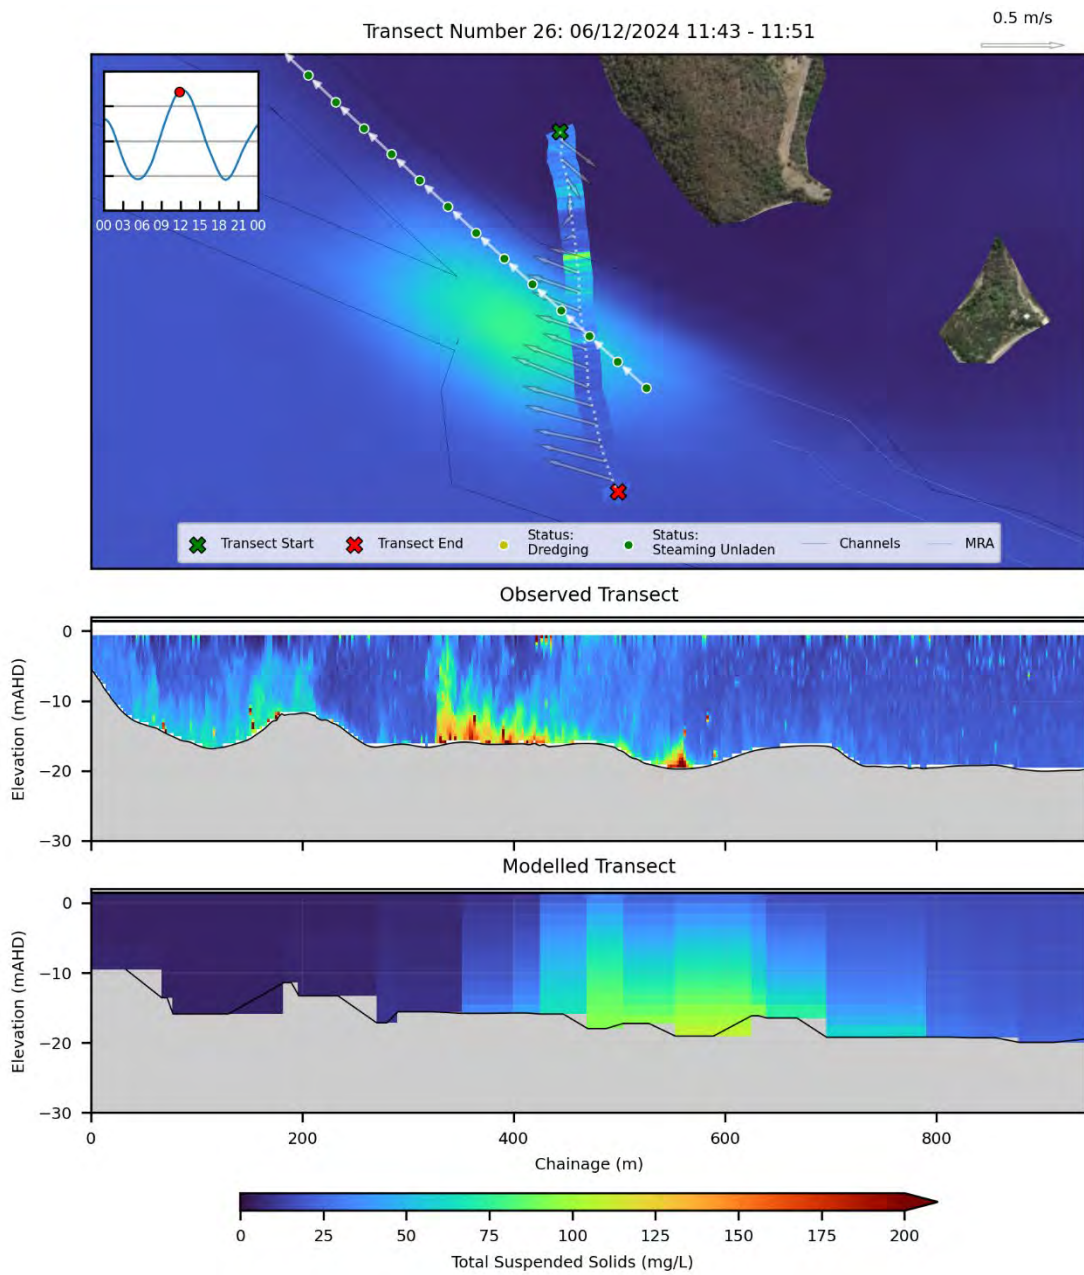 0.5 m/s
Transect Number 26: 06/12/2024 11:43 - 11:51
00 03 06 09 12 15 18 21 00
Transect Start
Transect End
Status:
Dredging
Status:
Steaming Unladen
Channels
MRA
Observed Transect
0
−10
−20
−30
Elevation (mAHD)
Modelled Transect
0
−10
−20
−30
Elevation (mAHD)
0 200 400 600 800
Chainage (m)
0 25 50 75 100 125 150 175 200
Total Suspended Solids (mg/L)